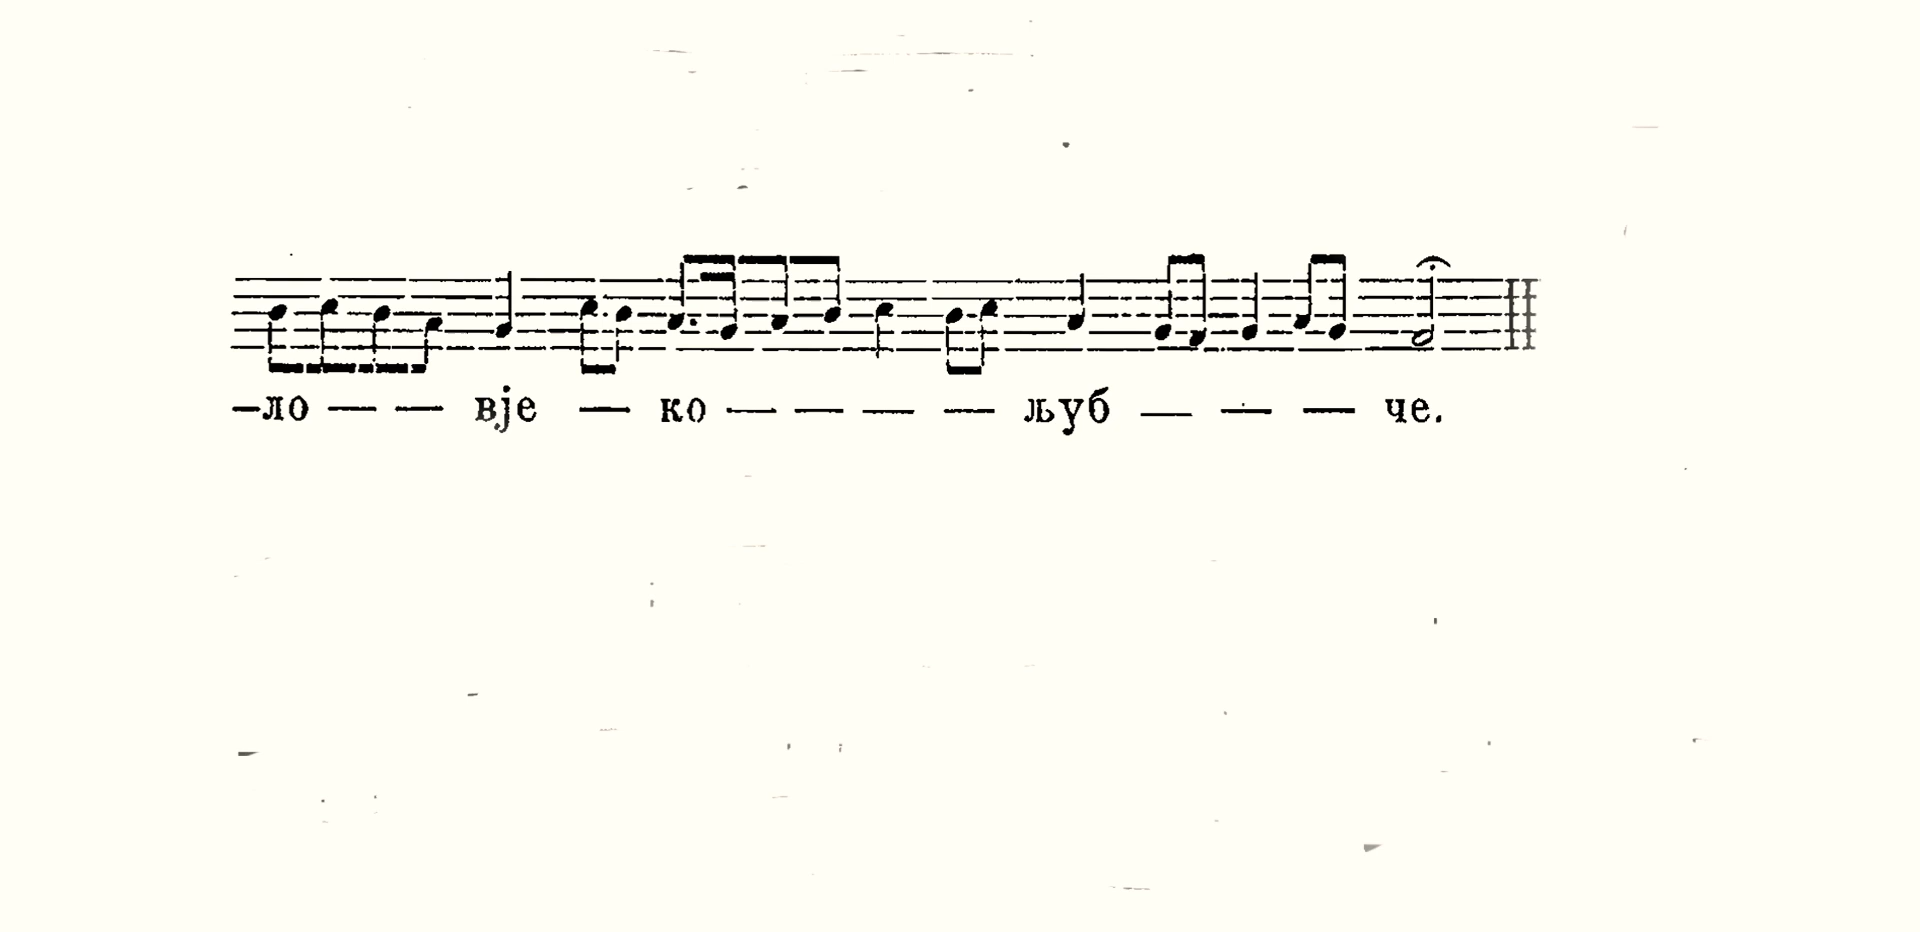 —ло — — вје — ко — — — — љуб — — — че.